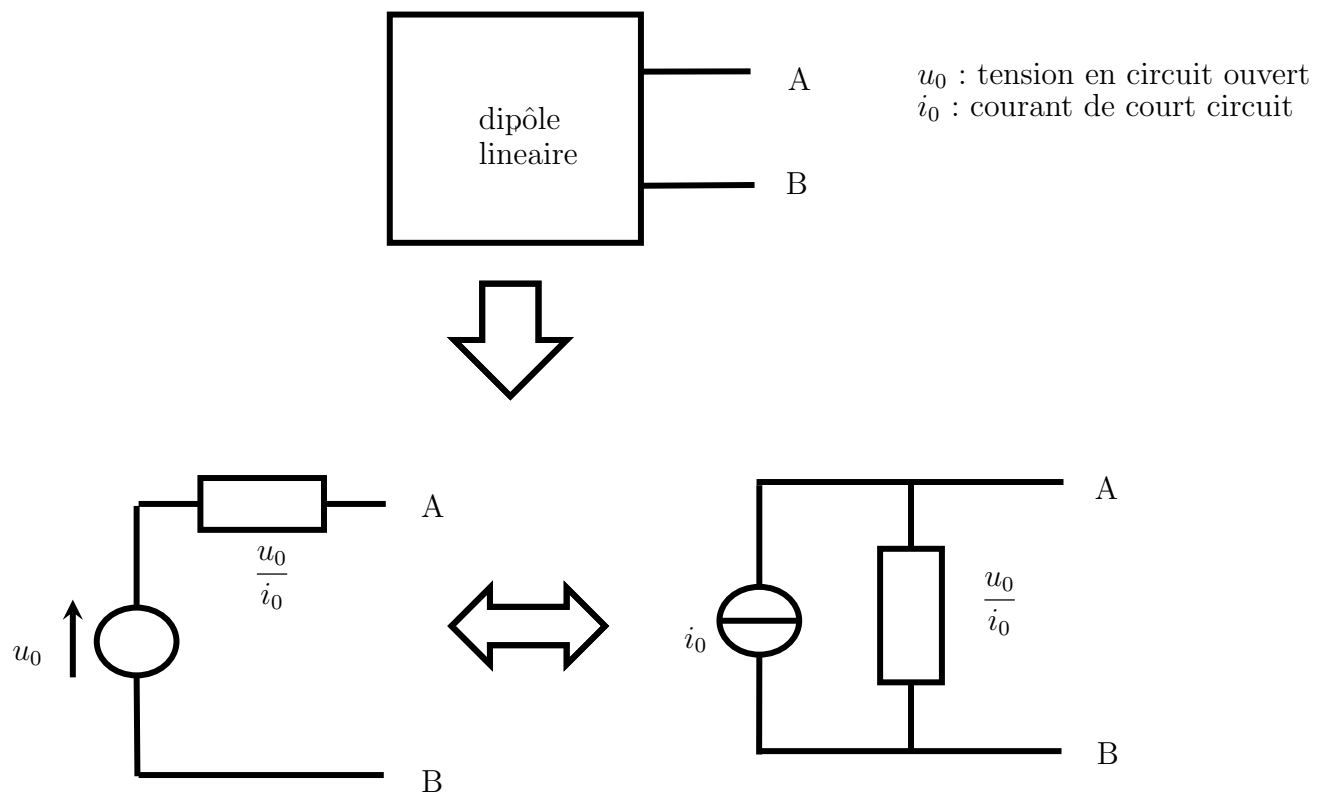 A
u₀ : tension en circuit ouvert
i₀ : courant de court circuit
dipôle
lineaire
B
A
u₀/i₀
u₀
B
A
i₀
u₀/i₀
B